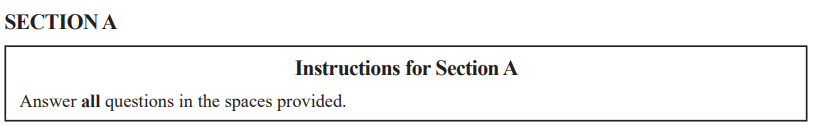 SECTION A
Instructions for Section A
Answer all questions in the spaces provided.